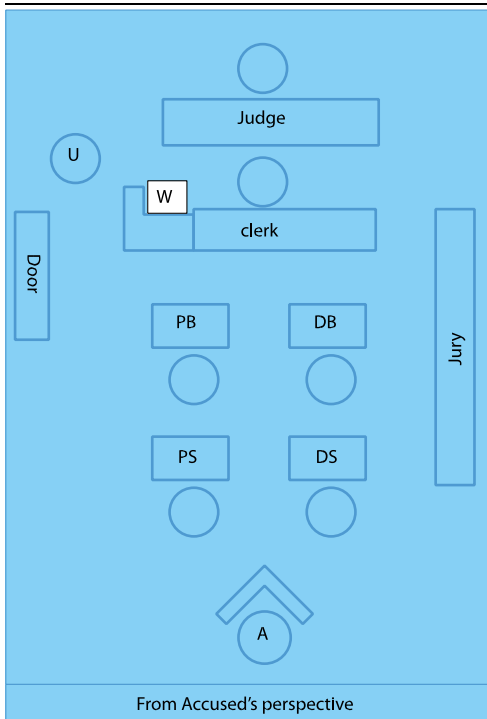 Judge
U
W
clerk
Door
PB
DB
Jury
PS
DS
A
From Accused's perspective